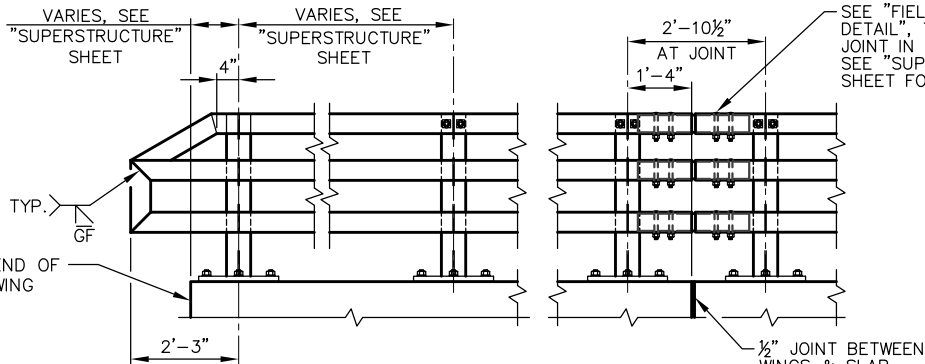 VARIES, SEE
"SUPERSTRUCTURE"
SHEET
VARIES, SEE
"SUPERSTRUCTURE"
SHEET
4"
2'-10½"
AT JOINT
1'-4"
SEE "FIEL
DETAIL",
JOINT IN
SEE "SUP
SHEET FO
TYP.
GF
END OF
WING
2'-3"
½" JOINT BETWEEN
WINGS & SLAB